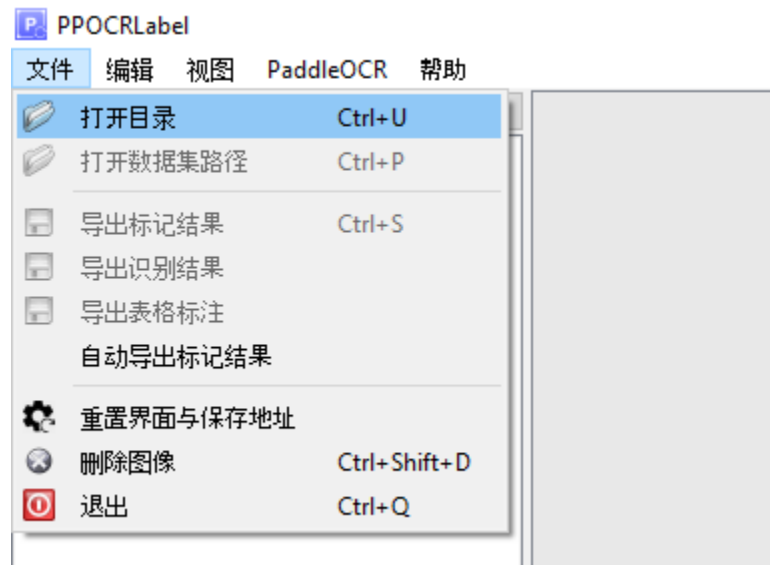 PPOCRLabel
文件 编辑 视图 PaddleOCR 帮助
打开目录 Ctrl+U
打开数据集路径 Ctrl+P
导出标记结果 Ctrl+S
导出识别结果
导出表格标注
自动导出标记结果
重置界面与保存地址
删除图像 Ctrl+Shift+D
退出 Ctrl+Q